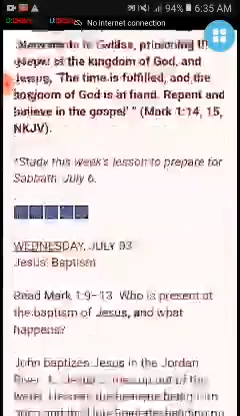 94% 6:35 AM
No internet connection
to Galilee, preaching the
gospel of the kingdom of God, and
"The time is fulfilled, and the
kingdom of God is at hand. Repent and
believe in the gospel' " (Mark 1:14, 15,
NKJV).
*Study this week's lesson to prepare for
Sabbath, July 6.
WEDNESDAY, JULY 03
Jesus' Baptism
Read Mark 1:9-13. Who is present at
the baptism of Jesus, and what
happens?
John baptizes Jesus in the Jordan